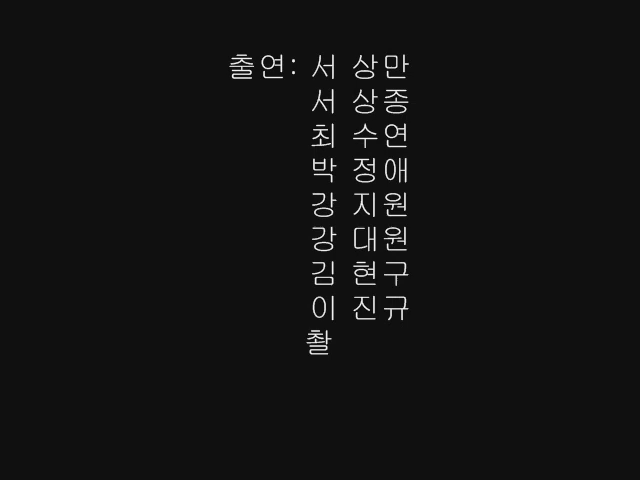 출연: 서 상만
서 상종
최 수연
박 정애
강 지원
강 대원
김 현구
이 진규
촬